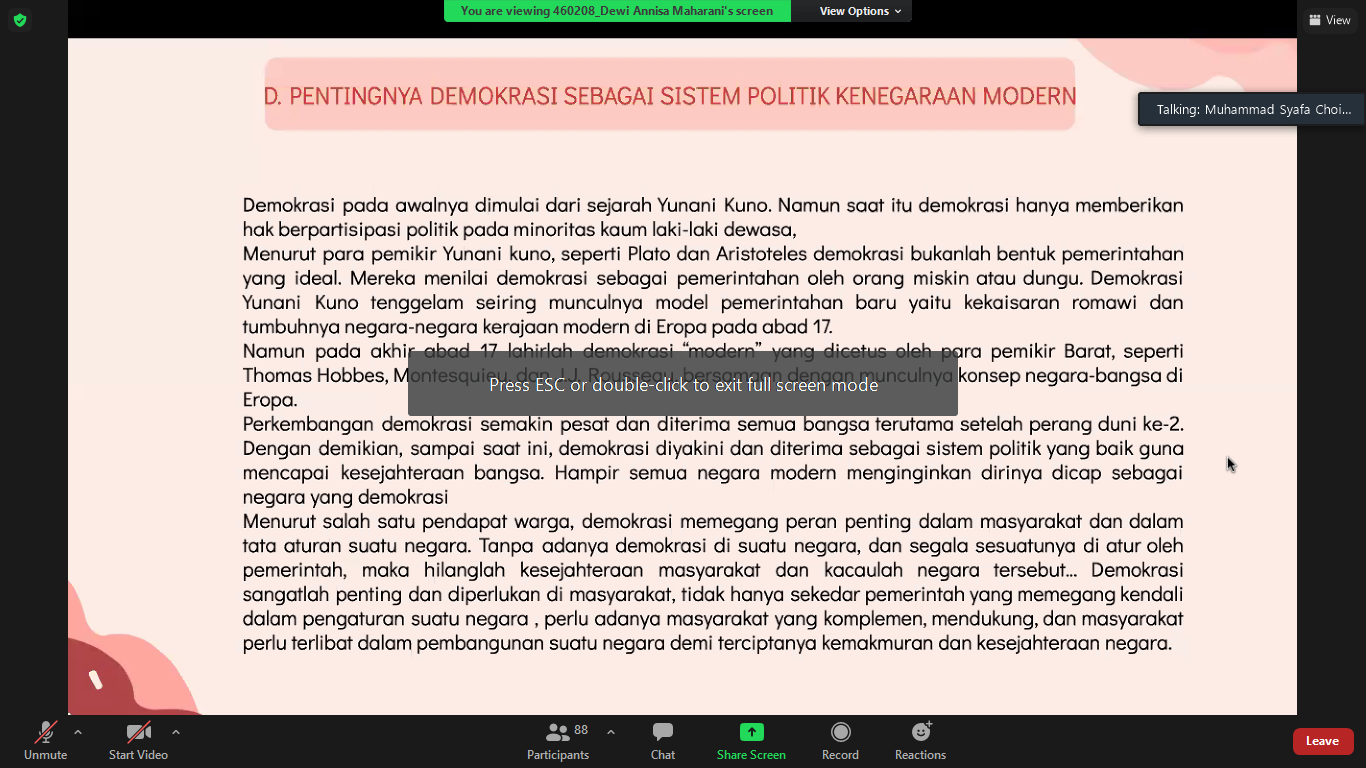 You are viewing 460208_Dewi Annisa Maharani's screen
View Options
View
D. PENTINGNYA DEMOKRASI SEBAGAI SISTEM POLITIK KENEGARAAN MODERN
Talking: Muhammad Syafa Choi...
Demokrasi pada awalnya dimulai dari sejarah Yunani Kuno. Namun saat itu demokrasi hanya memberikan
hak berpartisipasi politik pada minoritas kaum laki-laki dewasa,
Menurut para pemikir Yunani kuno, seperti Plato dan Aristoteles demokrasi bukanlah bentuk pemerintahan
yang ideal. Mereka menilai demokrasi sebagai pemerintahan oleh orang miskin atau dungu. Demokrasi
Yunani Kuno tenggelam seiring munculnya model pemerintahan baru yaitu kekaisaran romawi dan
tumbuhnya negara-negara kerajaan modern di Eropa pada abad 17.
Namun pada akhir abad 17 lahirlah demokrasi “modern” yang dicetus oleh para pemikir Barat, seperti
Thomas Hobbes, Montesquieu, dan J.J. Rousseau, bersamaan dengan munculnya konsep negara-bangsa di
Press ESC or double-click to exit full screen mode
Eropa.
Perkembangan demokrasi semakin pesat dan diterima semua bangsa terutama setelah perang duni ke-2.
Dengan demikian, sampai saat ini, demokrasi diyakini dan diterima sebagai sistem politik yang baik guna
mencapai kesejahteraan bangsa. Hampir semua negara modern menginginkan dirinya dicap sebagai
negara yang demokrasi
Menurut salah satu pendapat warga, demokrasi memegang peran penting dalam masyarakat dan dalam
tata aturan suatu negara. Tanpa adanya demokrasi di suatu negara, dan segala sesuatunya di atur oleh
pemerintah, maka hilanglah kesejahteraan masyarakat dan kacaulah negara tersebut... Demokrasi
sangatlah penting dan diperlukan di masyarakat, tidak hanya sekedar pemerintah yang memegang kendali
dalam pengaturan suatu negara , perlu adanya masyarakat yang komplemen, mendukung, dan masyarakat
perlu terlibat dalam pembangunan suatu negara demi terciptanya kemakmuran dan kesejahteraan negara.
Unmute
Start Video
Participants
88
Chat
Share Screen
Record
Reactions
Leave